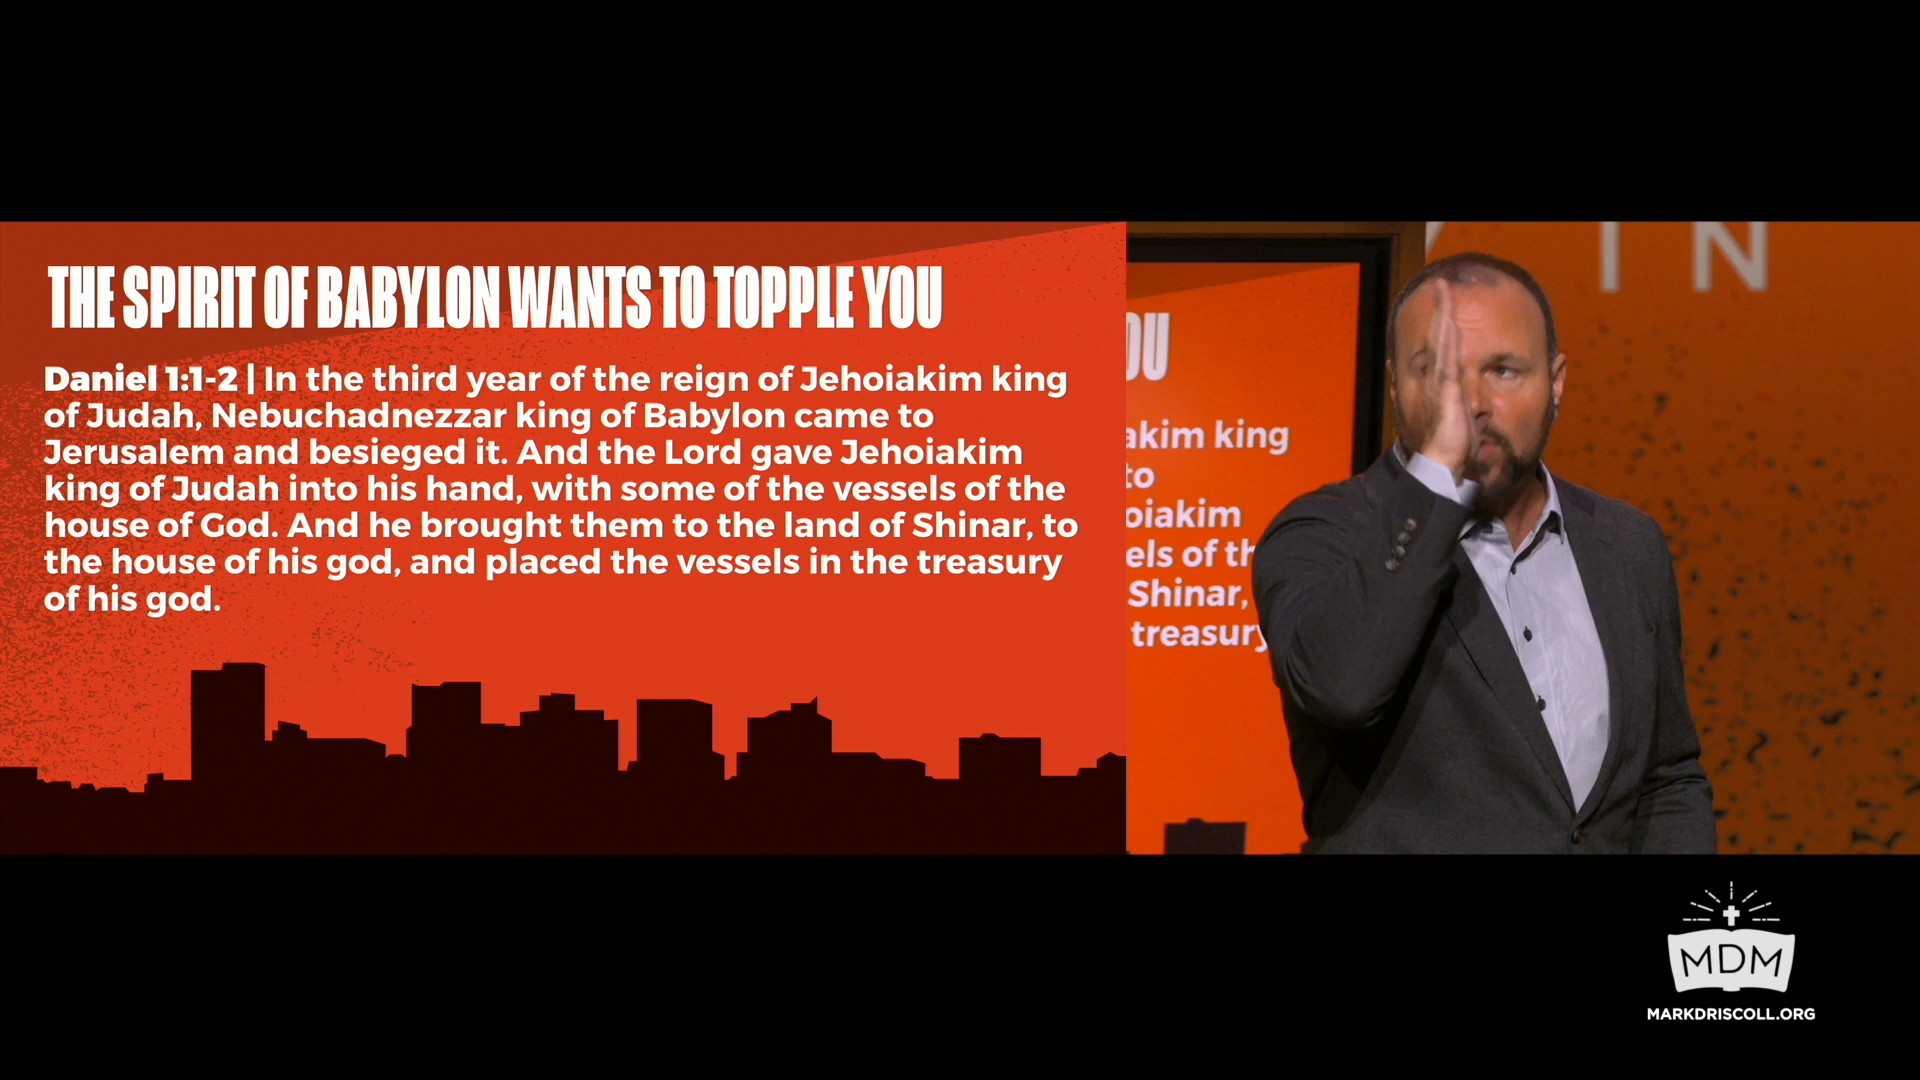 THE SPIRIT OF BABYLON WANTS TO TOPPLE YOU
Daniel 1:1-2 | In the third year of the reign of Jehoiakim king
of Judah, Nebuchadnezzar king of Babylon came to
Jerusalem and besieged it. And the Lord gave Jehoiakim
king of Judah into his hand, with some of the vessels of the
house of God. And he brought them to the land of Shinar, to
the house of his god, and placed the vessels in the treasury
of his god.
OU
akim king
to
oiakim
els of th
Shinar,
treasury
IN
MDM
MARKDRISCOLL.ORG